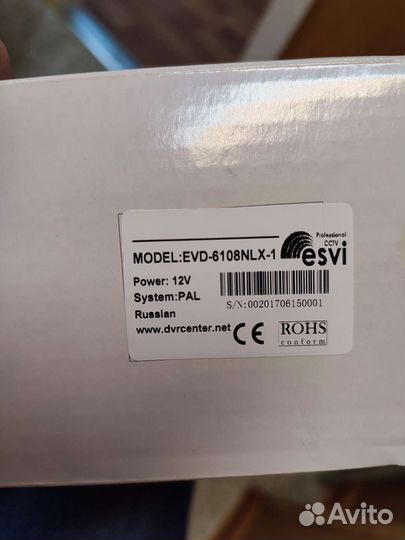 Professional
CCTV
esvi
MODEL:EVD-6108NLX-1
Power: 12V
System:PAL
S/N:00201706150001
Russian
www.dvrcenter.net
CE
ROHS
conform
Avito